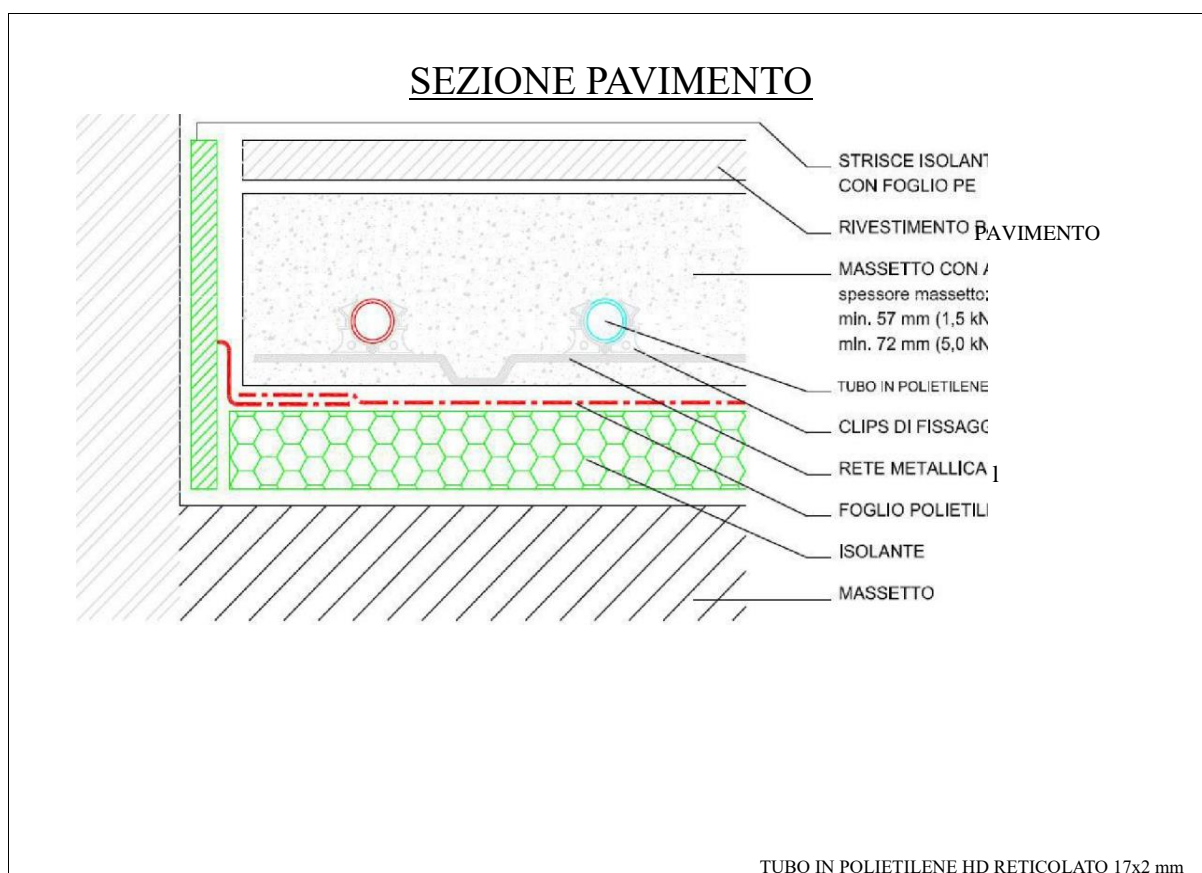 SEZIONE PAVIMENTO
STRISCE ISOLANT
CON FOGLIO PE
RIVESTIMENTO P PAVIMENTO
MASSETTO CON A
spessore massetto:
min. 57 mm (1,5 kN
min. 72 mm (5,0 kN
TUBO IN POLIETILENE
CLIPS DI FISSAGG
RETE METALLICA 1
FOGLIO POLIETILI
ISOLANTE
MASSETTO
TUBO IN POLIETILENE HD RETICOLATO 17x2 mm